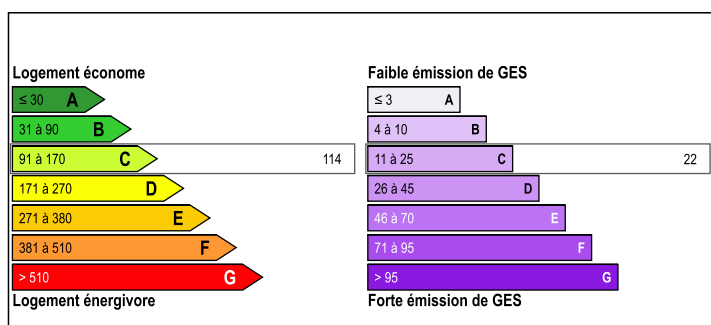 Logement économe
≤ 30 A
31 à 90 B
91 à 170 C 114
171 à 270 D
271 à 380 E
381 à 510 F
> 510 G
Logement énergivore
Faible émission de GES
≤ 3 A
4 à 10 B
11 à 25 C 22
26 à 45 D
46 à 70 E
71 à 95 F
> 95 G
Forte émission de GES